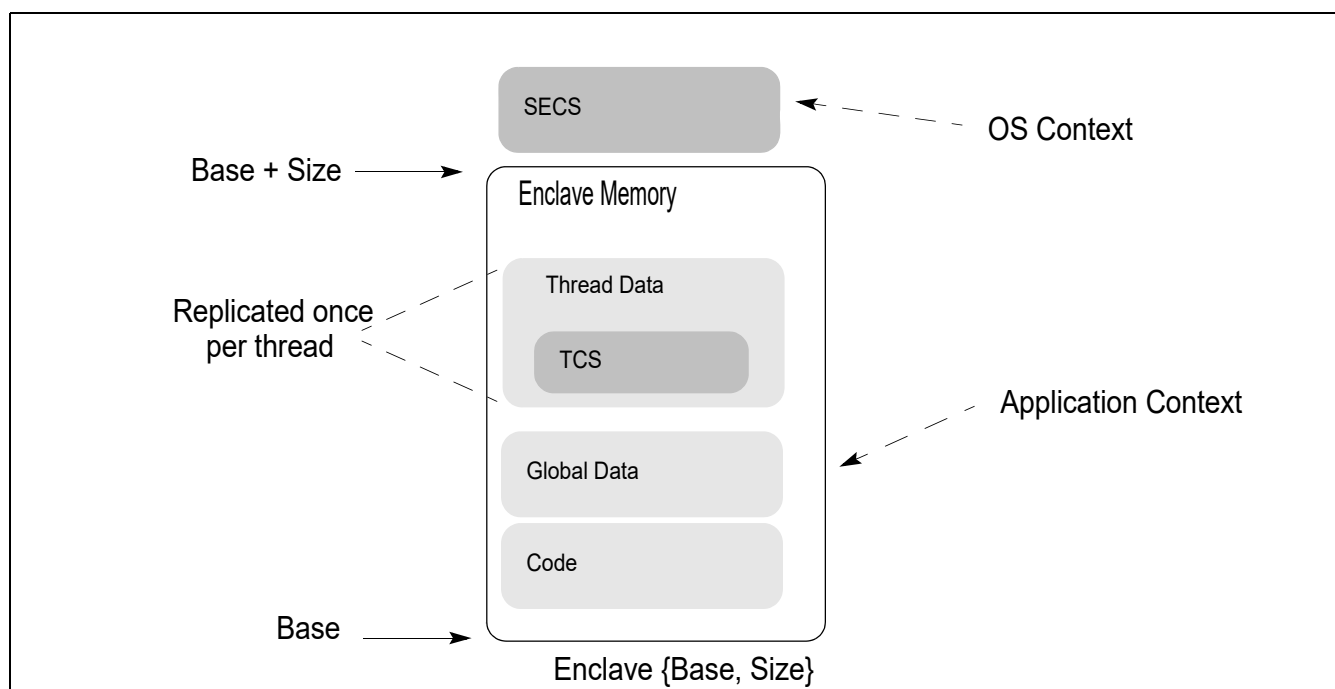 SECS
OS Context
Base + Size
Enclave Memory
Thread Data
Replicated once
per thread
TCS
Application Context
Global Data
Code
Base
Enclave {Base, Size}